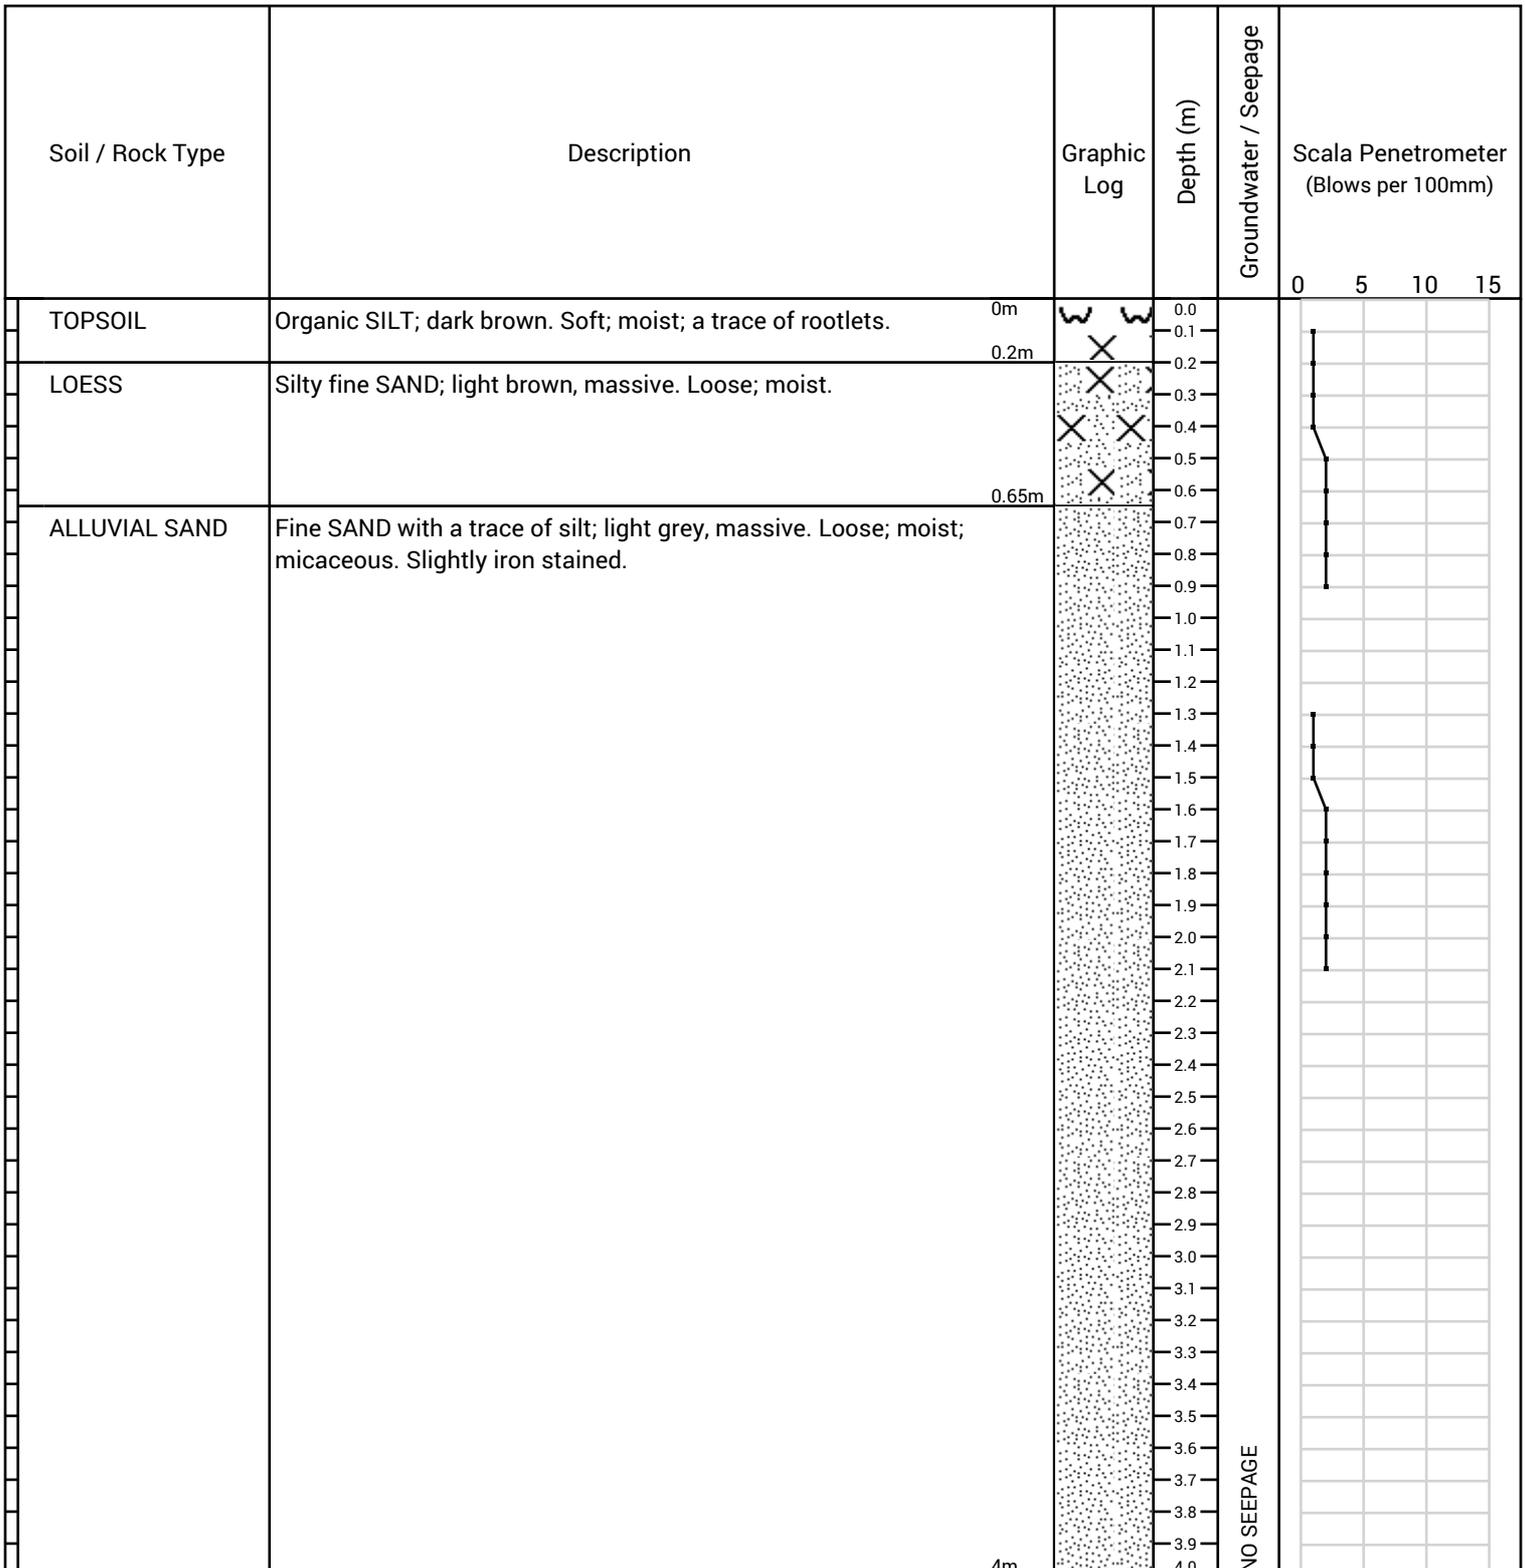 Soil / Rock Type
Description
Graphic
Log
Depth (m)
Groundwater / Seepage
Scala Penetrometer
(Blows per 100mm)
0 5 10 15
TOPSOIL
Organic SILT; dark brown. Soft; moist; a trace of rootlets.
0m
0.2m
LOESS
Silty fine SAND; light brown, massive. Loose; moist.
0.65m
ALLUVIAL SAND
Fine SAND with a trace of silt; light grey, massive. Loose; moist;
micaceous. Slightly iron stained.
4m
0.0
0.1
0.2
0.3
0.4
0.5
0.6
0.7
0.8
0.9
1.0
1.1
1.2
1.3
1.4
1.5
1.6
1.7
1.8
1.9
2.0
2.1
2.2
2.3
2.4
2.5
2.6
2.7
2.8
2.9
3.0
3.1
3.2
3.3
3.4
3.5
3.6
3.7
3.8
3.9
4.0
NO SEEPAGE